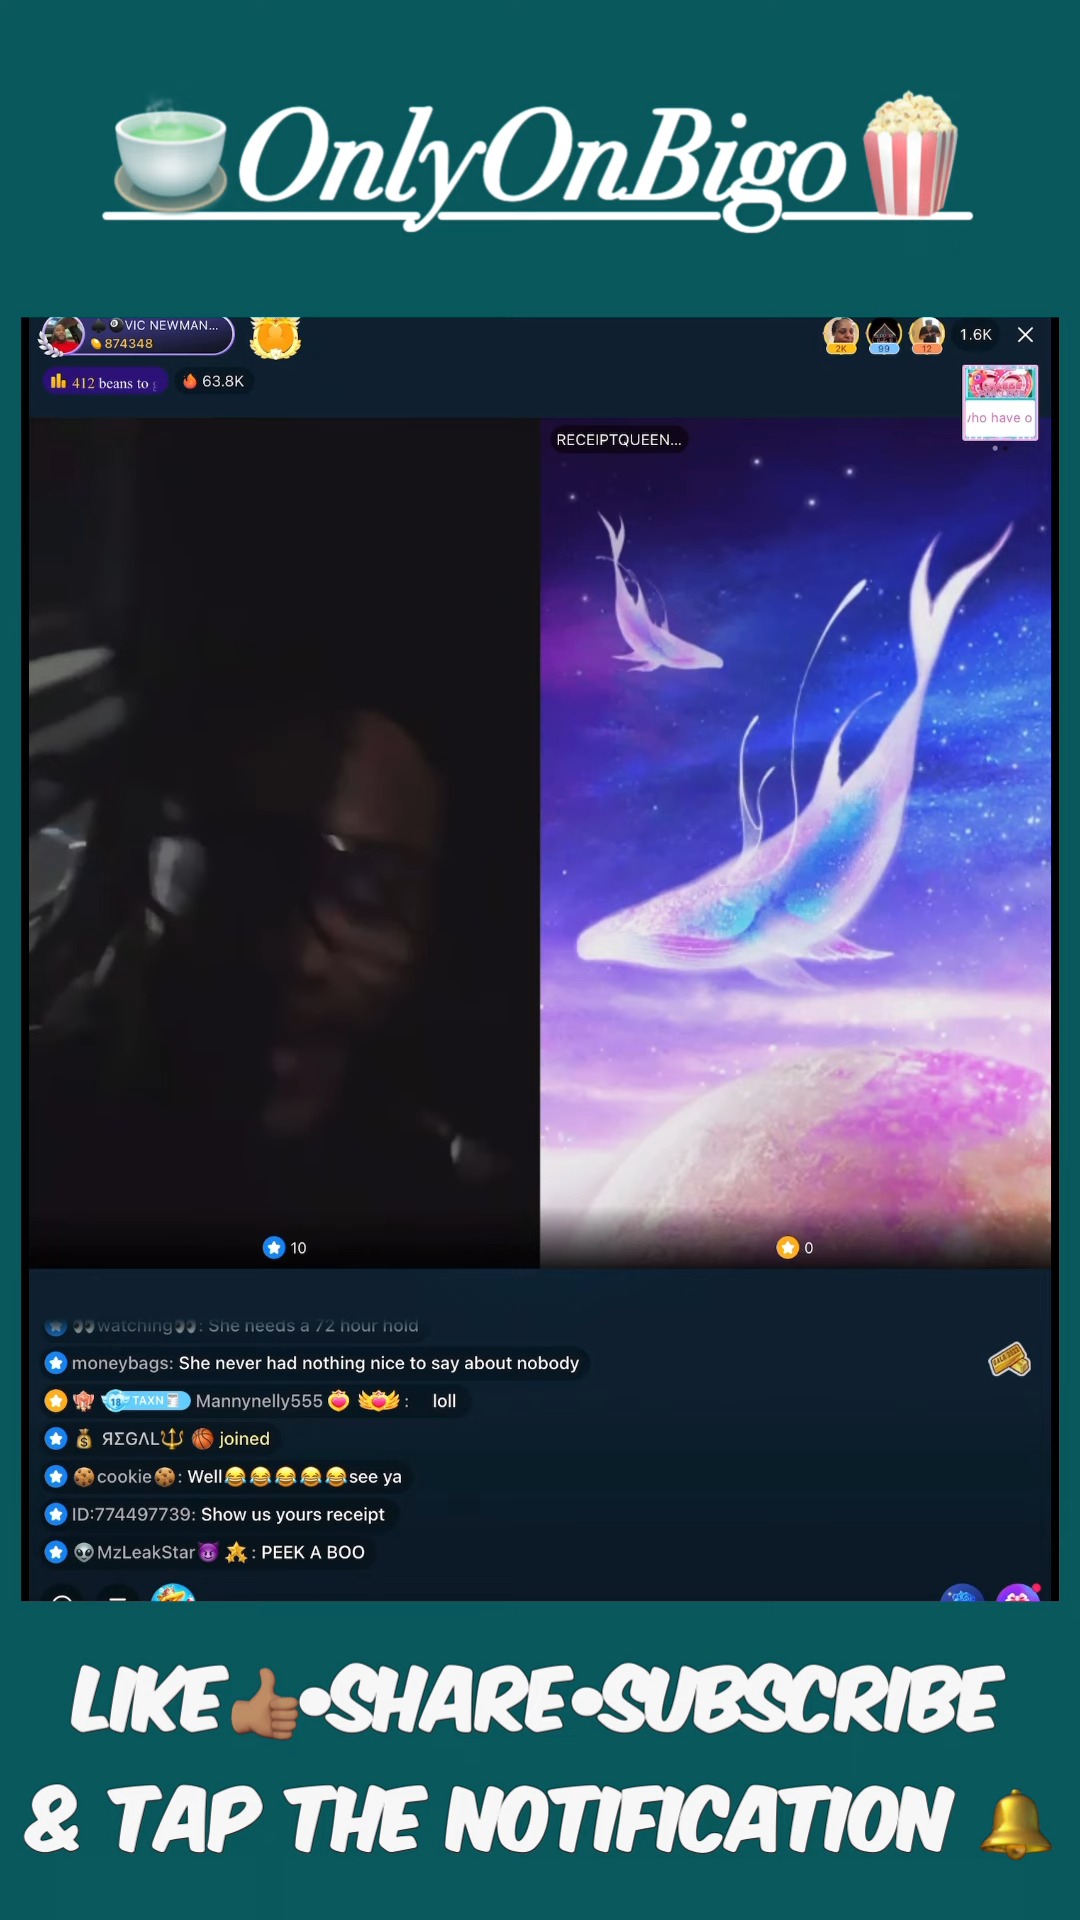 🍵OnlyOnBigo🍿
♠️🎱VIC NEWMAN...
874348
2K
99
12
1.6K
412 beans to
🔥 63.8K
who have o
RECEIPTQUEEN...
10
0
👀watching👀: She needs a 72 hour hold
moneybags: She never had nothing nice to say about nobody
18 TAXN Mannynelly555 : loll
💰 ЯΣGΛL🔱 🏀 joined
🍪cookie🍪: Well😂😂😂😂😂see ya
ID:774497739: Show us yours receipt
👽MzLeakStar😈 : PEEK A BOO
LIKE👍🏽•SHARE•SUBSCRIBE
& TAP THE NOTIFICATION 🔔